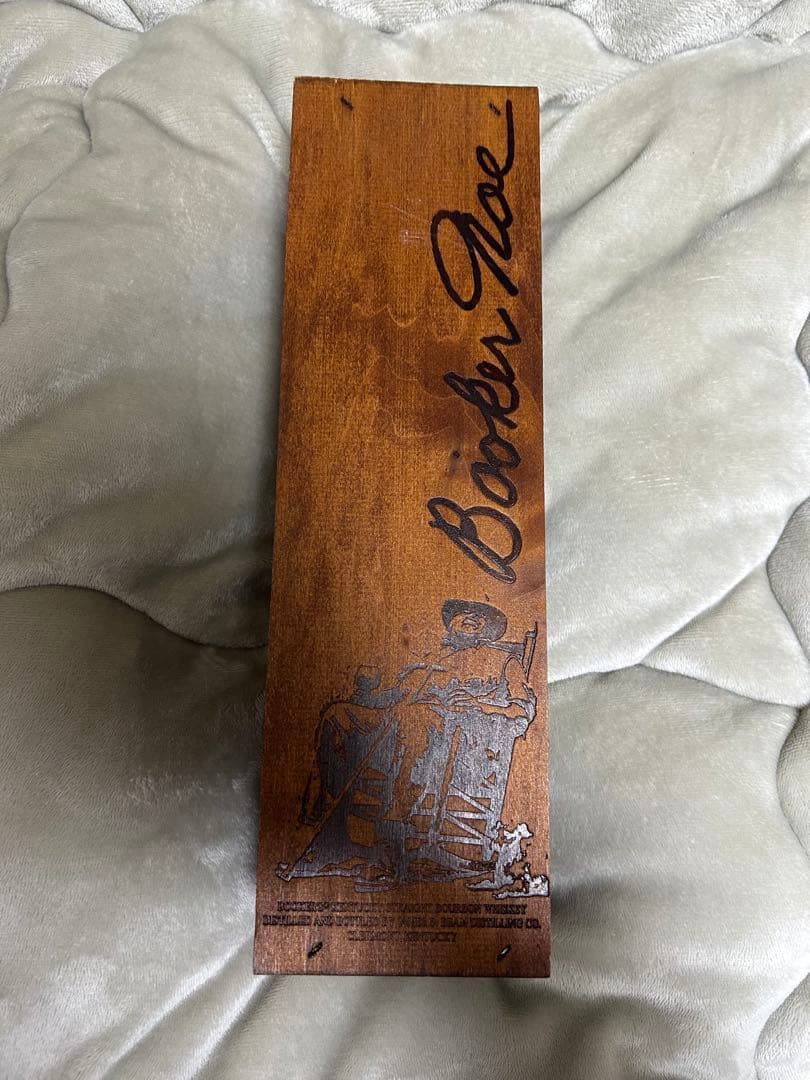 Booker Noe
BOOKER'S® KENTUCKY STRAIGHT BOURBON WHISKEY
DISTILLED AND BOTTLED BY JAMES B. BEAM DISTILLING CO.
CLERMONT, KENTUCKY